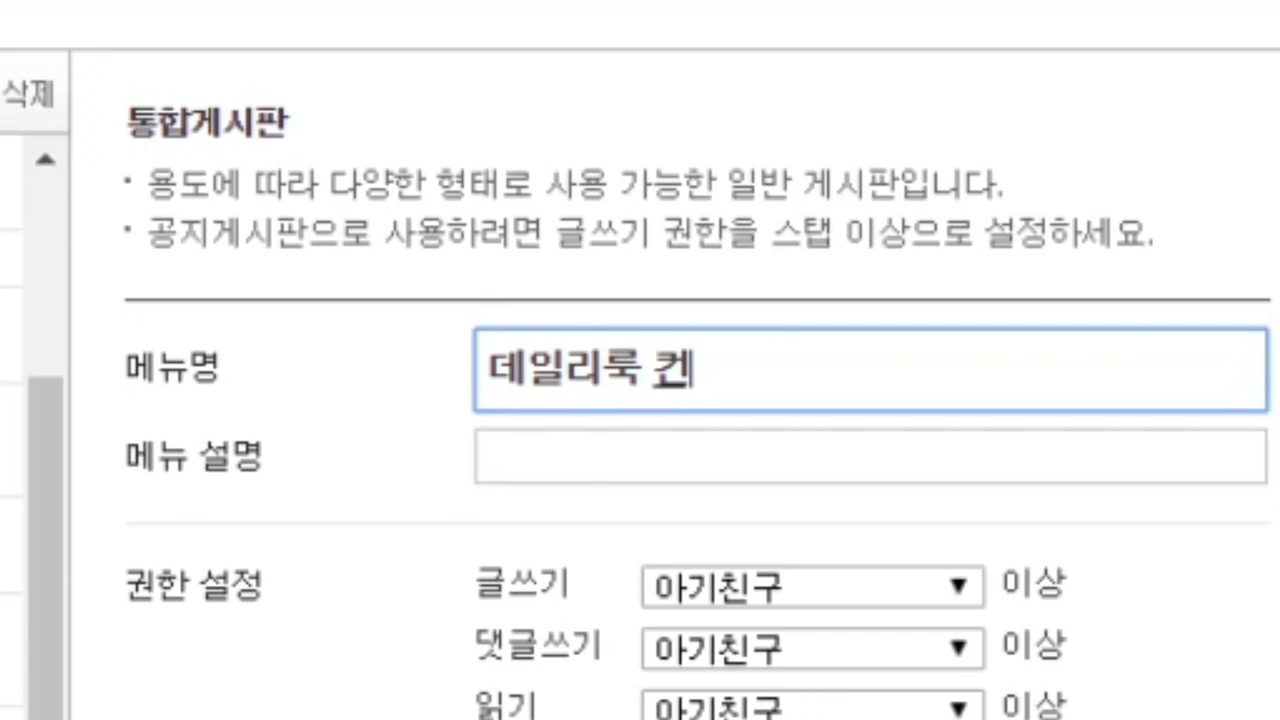 삭제
통합게시판
· 용도에 따라 다양한 형태로 사용 가능한 일반 게시판입니다.
· 공지게시판으로 사용하려면 글쓰기 권한을 스탭 이상으로 설정하세요.
메뉴명 데일리룩 켄
메뉴 설명
권한 설정 글쓰기 아기친구 ▼ 이상
댓글쓰기 아기친구 ▼ 이상
읽기 아기친구 ▼ 이상